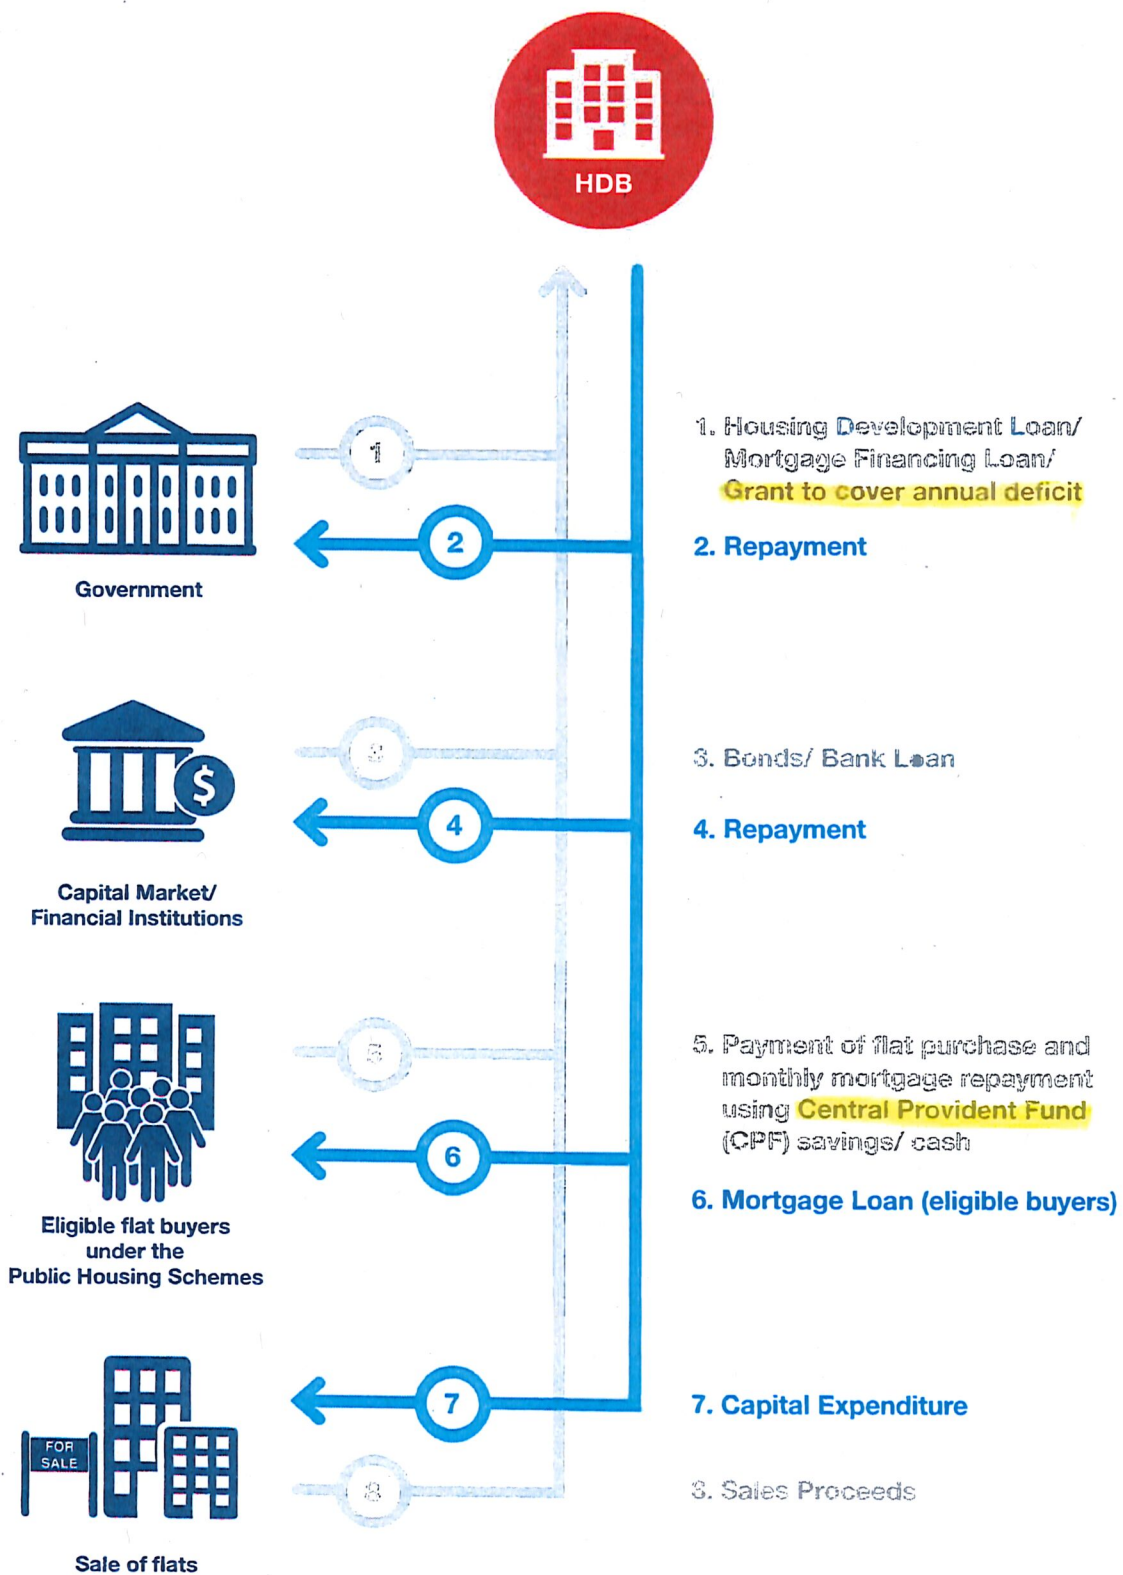 HDB
1
1. Housing Development Loan/
Mortgage Financing Loan/
Grant to cover annual deficit
2
2. Repayment
Government
3
3. Bonds/ Bank Loan
4
4. Repayment
Capital Market/
Financial Institutions
5
5. Payment of flat purchase and
monthly mortgage repayment
using Central Provident Fund
(CPF) savings/ cash
6
6. Mortgage Loan (eligible buyers)
Eligible flat buyers
under the
Public Housing Schemes
7
7. Capital Expenditure
FOR
SALE
8
8. Sales Proceeds
Sale of flats
$